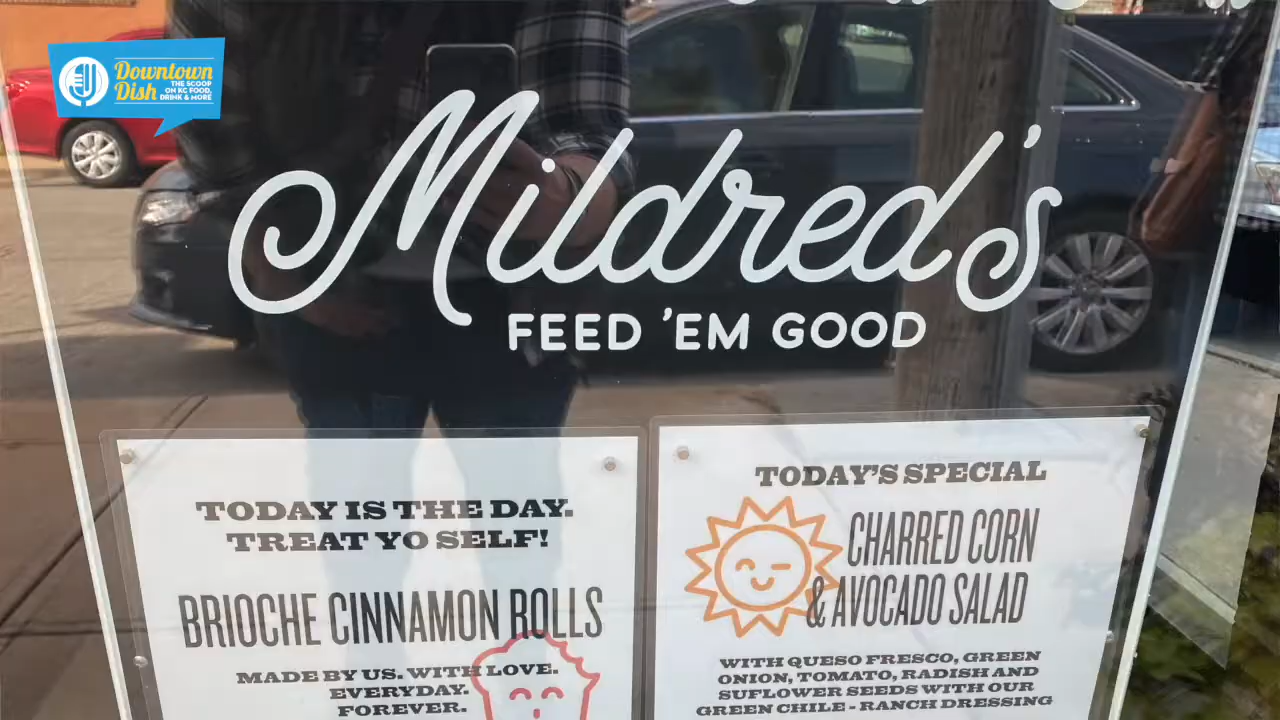 Downtown
Dish
THE SCOOP
ON KC FOOD,
DRINK & MORE
Mildred's
FEED 'EM GOOD
TODAY IS THE DAY.
TREAT YO SELF!
BRIOCHE CINNAMON ROLLS
MADE BY US. WITH LOVE.
EVERYDAY.
FOREVER.
TODAY'S SPECIAL
CHARRED CORN
& AVOCADO SALAD
WITH QUESO FRESCO, GREEN
ONION, TOMATO, RADISH AND
SUFLOWER SEEDS WITH OUR
GREEN CHILE - RANCH DRESSING